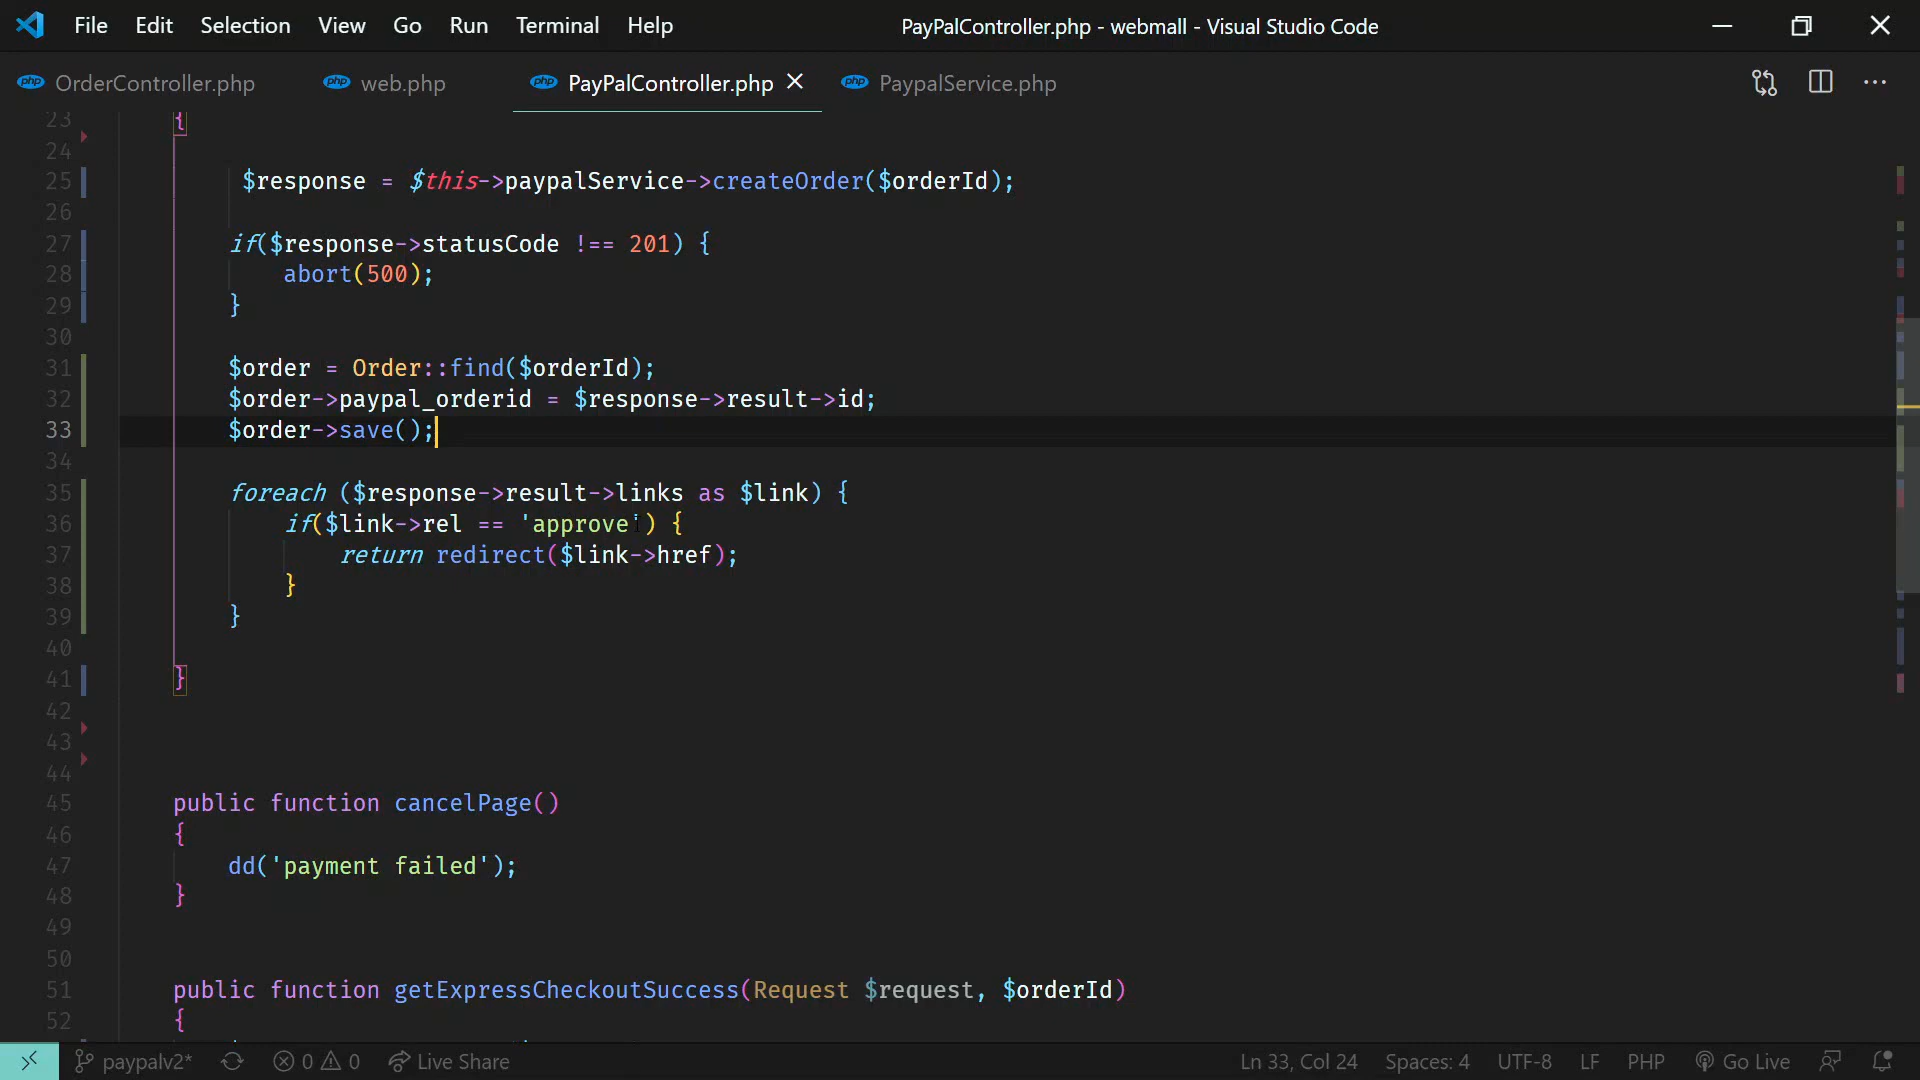 File Edit Selection View Go Run Terminal Help PayPalController.php - webmall - Visual Studio Code
php OrderController.php php web.php php PayPalController.php php PaypalService.php
23 {
24
25 $response = $this->paypalService->createOrder($orderId);
26
27 if($response->statusCode !== 201) {
28 abort(500);
29 }
30
31 $order = Order::find($orderId);
32 $order->paypal_orderid = $response->result->id;
33 $order->save();
34
35 foreach ($response->result->links as $link) {
36 if($link->rel == 'approve') {
37 return redirect($link->href);
38 }
39 }
40
41 }
42
43
44
45 public function cancelPage()
46 {
47 dd('payment failed');
48 }
49
50
51 public function getExpressCheckoutSuccess(Request $request, $orderId)
52 {
paypalv2* 0 0 Live Share Ln 33, Col 24 Spaces: 4 UTF-8 LF PHP Go Live